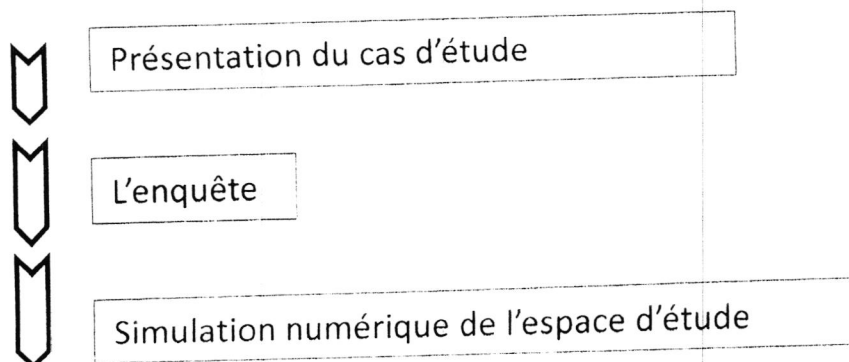 Présentation du cas d’étude
L’enquête
Simulation numérique de l’espace d’étude